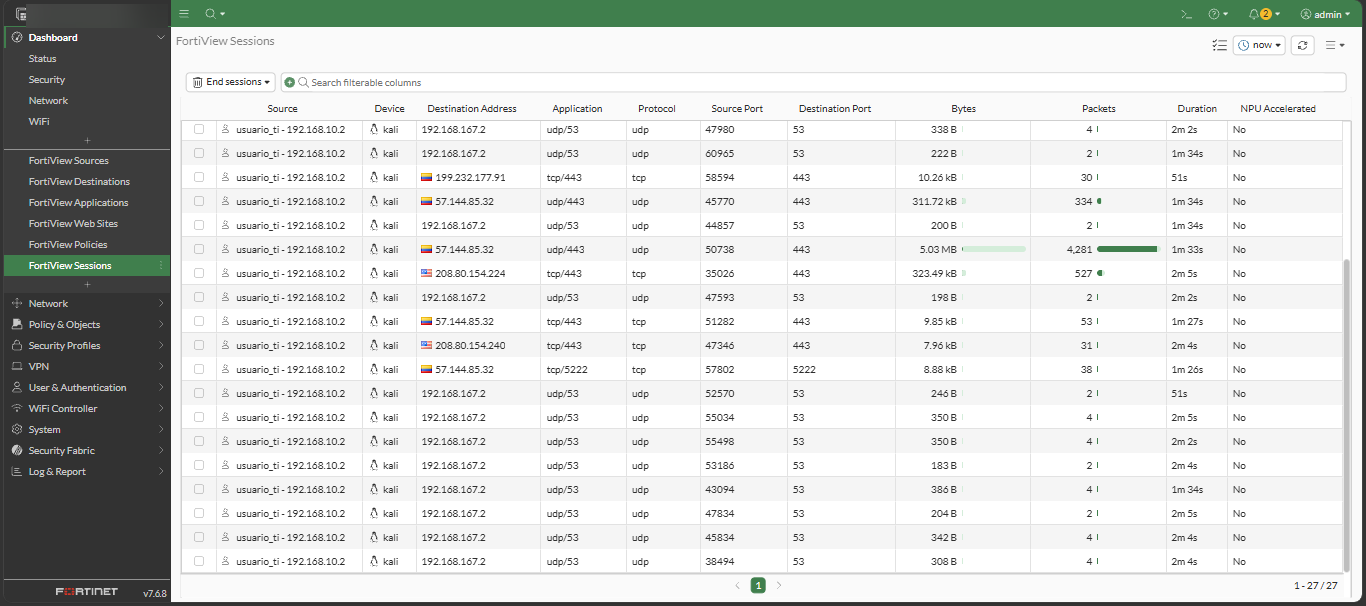 admin
2
Dashboard
Status
Security
Network
WiFi
+
FortiView Sources
FortiView Destinations
FortiView Applications
FortiView Web Sites
FortiView Policies
FortiView Sessions
+
Network
Policy & Objects
Security Profiles
VPN
User & Authentication
WiFi Controller
System
Security Fabric
Log & Report
FORTINET v7.6.8
FortiView Sessions
now
End sessions Search filterable columns
Source Device Destination Address Application Protocol Source Port Destination Port Bytes Packets Duration NPU Accelerated
usuario_ti - 192.168.10.2 kali 192.168.167.2 udp/53 udp 47980 53 338 B 4 2m 2s No
usuario_ti - 192.168.10.2 kali 192.168.167.2 udp/53 udp 60965 53 222 B 2 1m 34s No
usuario_ti - 192.168.10.2 kali 199.232.177.91 tcp/443 tcp 58594 443 10.26 kB 30 51s No
usuario_ti - 192.168.10.2 kali 57.144.85.32 udp/443 udp 45770 443 311.72 kB 334 1m 34s No
usuario_ti - 192.168.10.2 kali 192.168.167.2 udp/53 udp 44857 53 200 B 2 1m 34s No
usuario_ti - 192.168.10.2 kali 57.144.85.32 udp/443 udp 50738 443 5.03 MB 4,281 1m 33s No
usuario_ti - 192.168.10.2 kali 208.80.154.224 tcp/443 tcp 35026 443 323.49 kB 527 2m 5s No
usuario_ti - 192.168.10.2 kali 192.168.167.2 udp/53 udp 47593 53 198 B 2 2m 2s No
usuario_ti - 192.168.10.2 kali 57.144.85.32 tcp/443 tcp 51282 443 9.85 kB 53 1m 27s No
usuario_ti - 192.168.10.2 kali 208.80.154.240 tcp/443 tcp 47346 443 7.96 kB 31 2m 4s No
usuario_ti - 192.168.10.2 kali 57.144.85.32 tcp/5222 tcp 57802 5222 8.88 kB 38 1m 26s No
usuario_ti - 192.168.10.2 kali 192.168.167.2 udp/53 udp 52570 53 246 B 2 51s No
usuario_ti - 192.168.10.2 kali 192.168.167.2 udp/53 udp 55034 53 350 B 4 2m 5s No
usuario_ti - 192.168.10.2 kali 192.168.167.2 udp/53 udp 55498 53 350 B 4 2m 2s No
usuario_ti - 192.168.10.2 kali 192.168.167.2 udp/53 udp 53186 53 183 B 2 2m 4s No
usuario_ti - 192.168.10.2 kali 192.168.167.2 udp/53 udp 43094 53 386 B 4 1m 34s No
usuario_ti - 192.168.10.2 kali 192.168.167.2 udp/53 udp 47834 53 204 B 2 2m 5s No
usuario_ti - 192.168.10.2 kali 192.168.167.2 udp/53 udp 45834 53 342 B 4 2m 4s No
usuario_ti - 192.168.10.2 kali 192.168.167.2 udp/53 udp 38494 53 308 B 4 2m 4s No
1
1 - 27 / 27